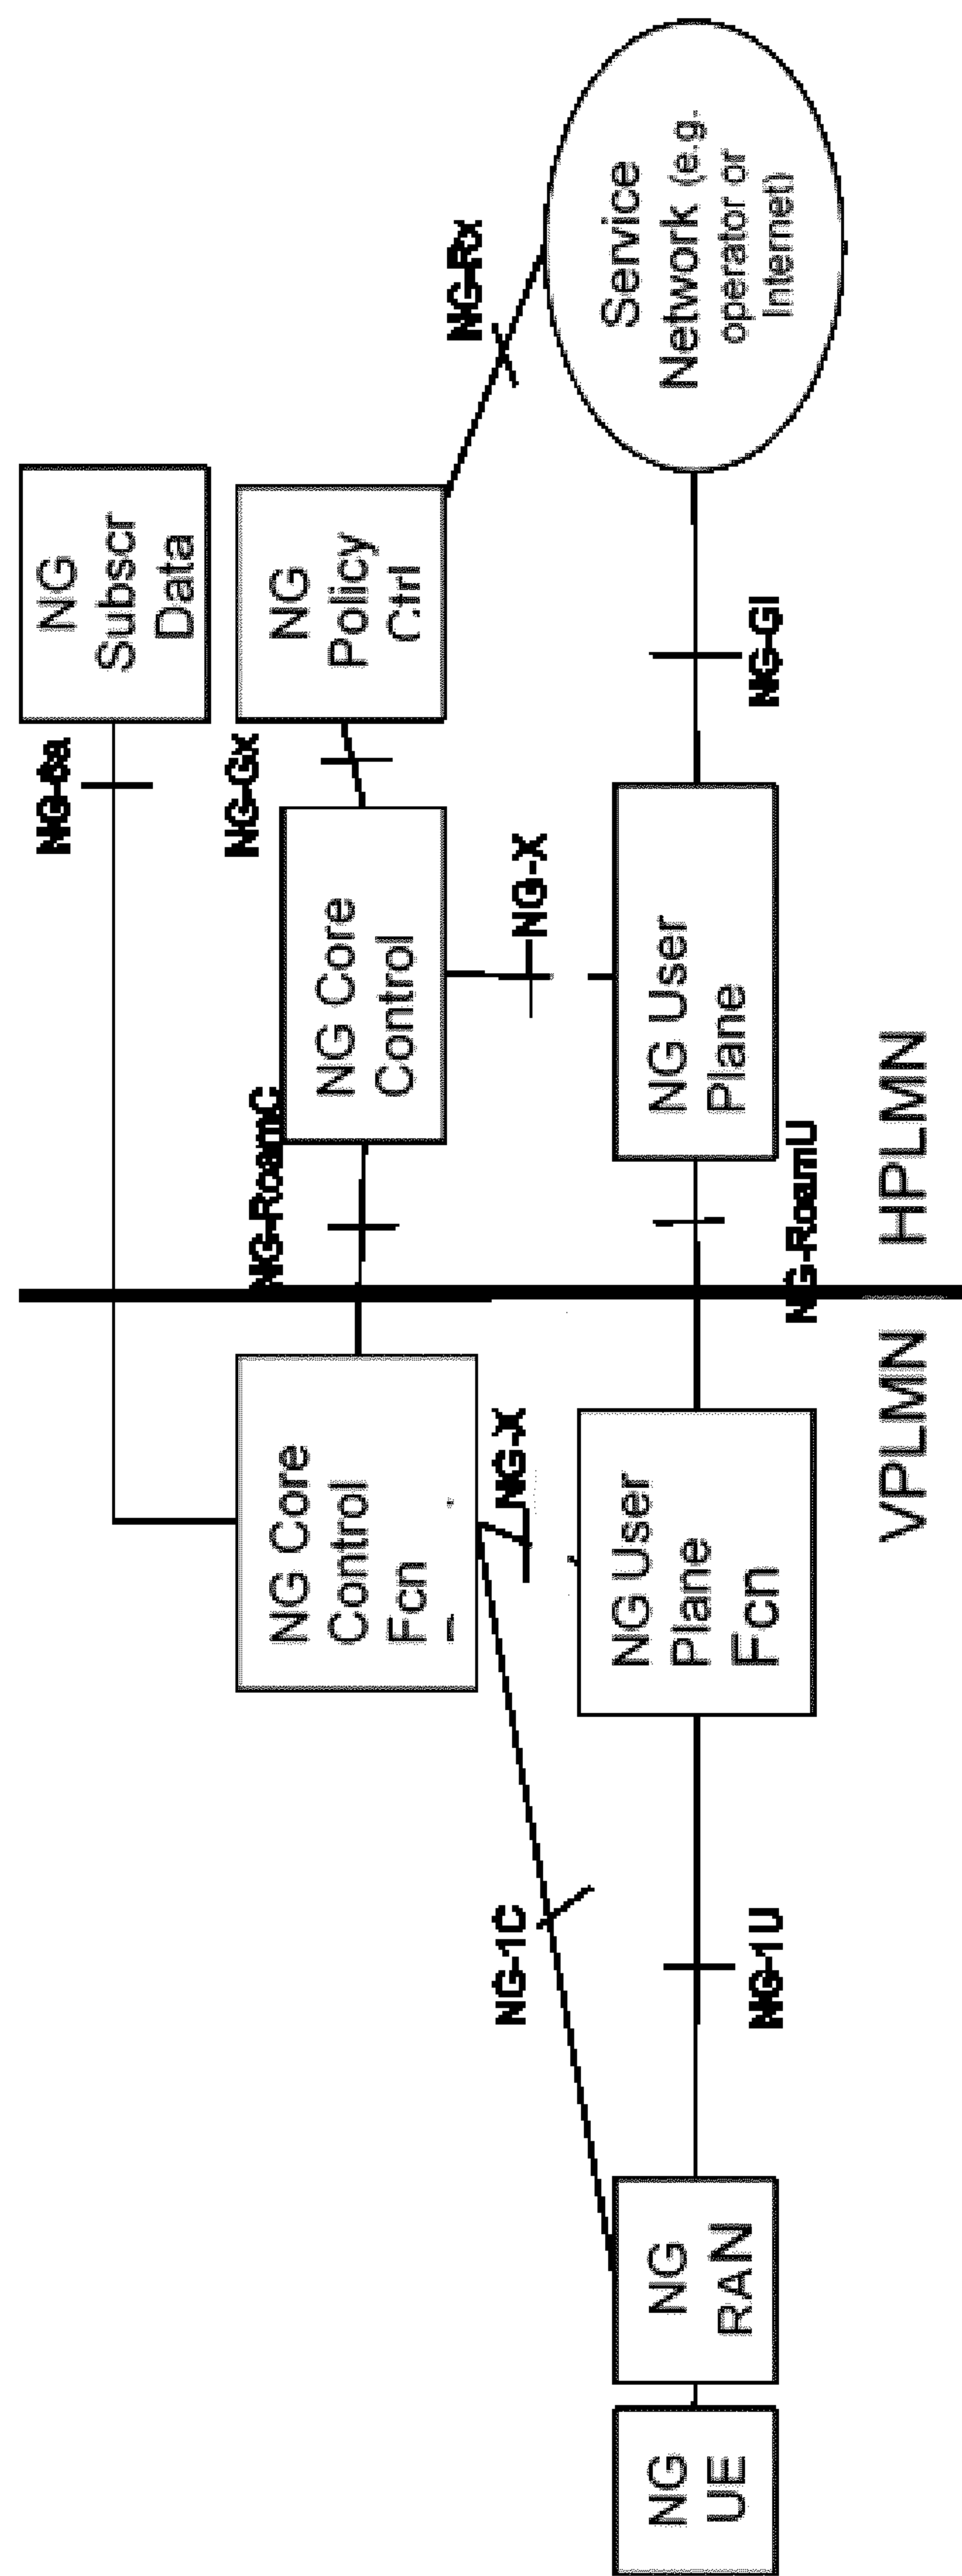 NG-6a
NG
Subscr
Data
NG Core
Control
Fcn
NG-RoamC
NG Core
Control
NG-Gx
NG
Policy
Ctrl
NG-Rx
NG-1C
NG-X
NG-X
NG
UE
NG
RAN
NG-1U
NG User
Plane
Fcn
NG-RoamU
NG User
Plane
NG-Gi
Service
Network (e.g.
operator or
Internet)
VPLMN
HPLMN